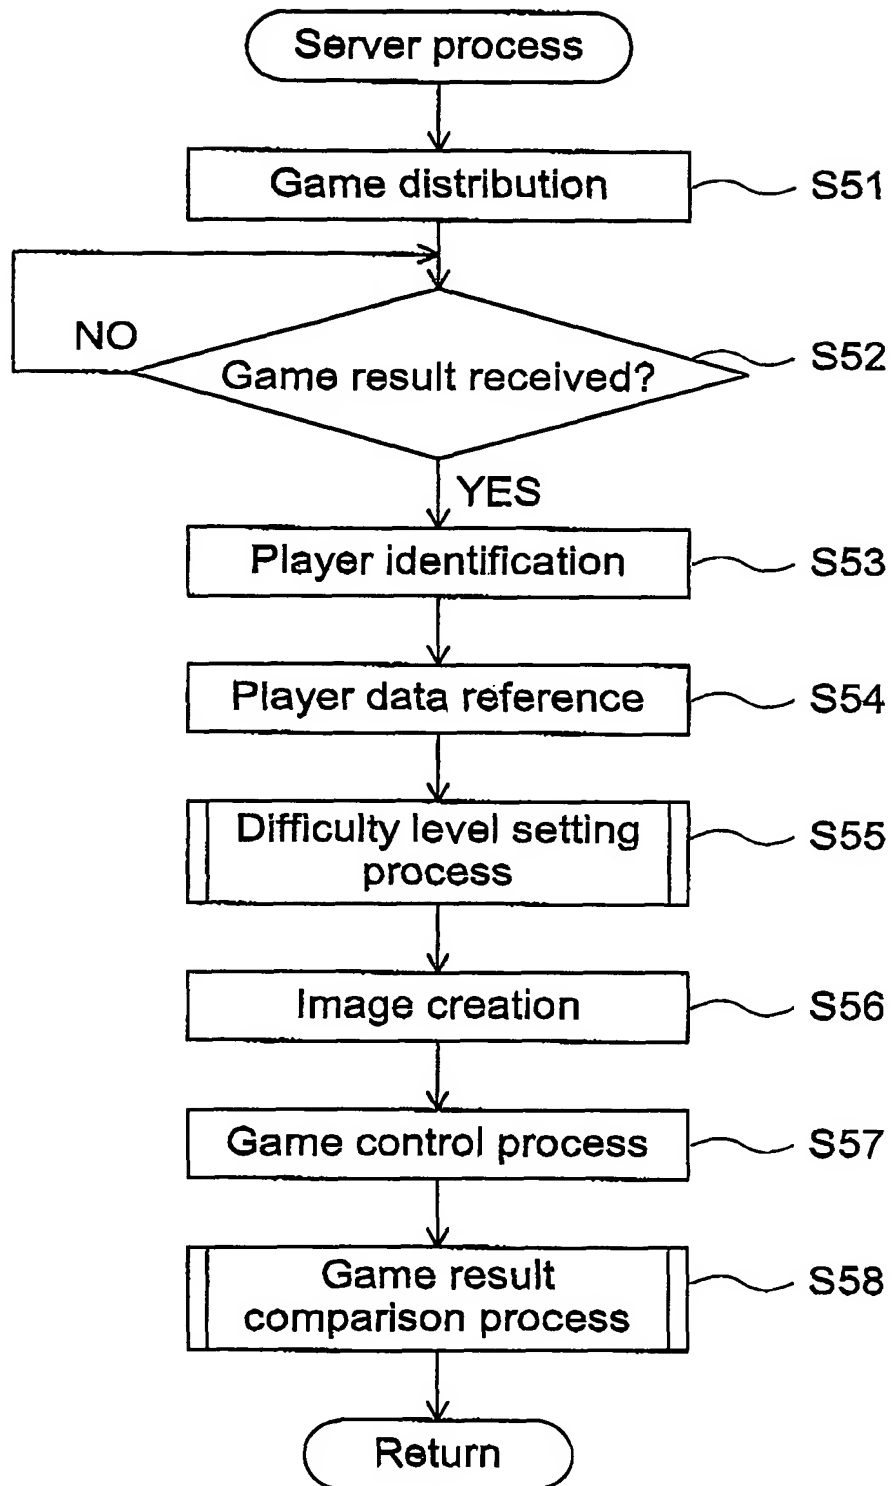 Server process
Game distribution
S51
NO
Game result received?
S52
YES
Player identification
S53
Player data reference
S54
Difficulty level setting
process
S55
Image creation
S56
Game control process
S57
Game result
comparison process
S58
Return